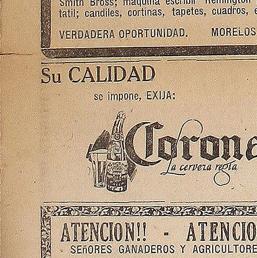 Smith Bross; máquina escribir Remington
tatil; candiles, cortinas, tapetes, cuadros, e
VERDADERA OPORTUNIDAD. MORELOS
Su CALIDAD
se impone, EXIJA:
Corona
La cerveza regia
ATENCION!! - ATENCIO
SEÑORES GANADEROS Y AGRICULTORE